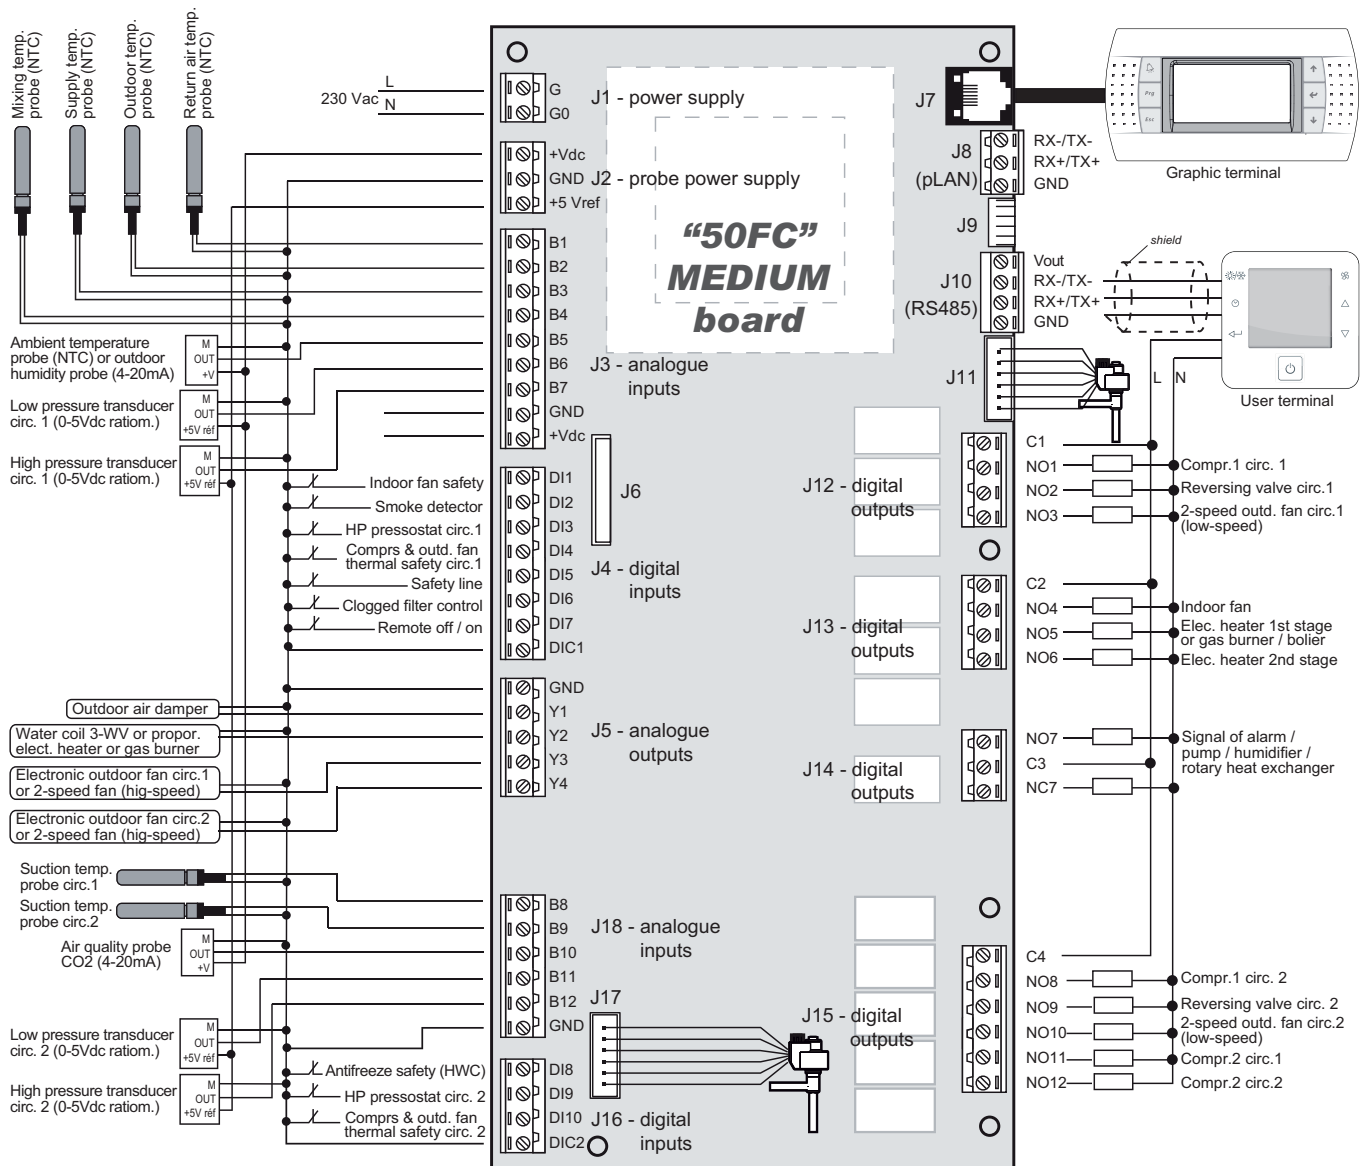 Mixing temp.
probe (NTC)
Supply temp.
probe (NTC)
Outdoor temp.
probe (NTC)
Return air temp.
probe (NTC)
230 Vac
L
N
G
G0
J1 - power supply
+Vdc
GND
+5 Vref
J2 - probe power supply
“50FC”
MEDIUM
board
B1
B2
B3
B4
B5
B6
B7
GND
+Vdc
J3 - analogue
inputs
Ambient temperature
probe (NTC) or outdoor
humidity probe (4-20mA)
M
OUT
+V
Low pressure transducer
circ. 1 (0-5Vdc ratiom.)
M
OUT
+5V réf
High pressure transducer
circ. 1 (0-5Vdc ratiom.)
M
OUT
+5V réf
J6
Indoor fan safety
Smoke detector
HP pressostat circ.1
Comprs & outd. fan
thermal safety circ.1
Safety line
Clogged filter control
Remote off / on
DI1
DI2
DI3
DI4
DI5
DI6
DI7
DIC1
J4 - digital
inputs
Outdoor air damper
Water coil 3-WV or propor.
elect. heater or gas burner
Electronic outdoor fan circ.1
or 2-speed fan (hig-speed)
Electronic outdoor fan circ.2
or 2-speed fan (hig-speed)
GND
Y1
Y2
Y3
Y4
J5 - analogue
outputs
Suction temp.
probe circ.1
Suction temp.
probe circ.2
Air quality probe
CO2 (4-20mA)
M
OUT
+V
B8
B9
B10
B11
B12
GND
J18 - analogue
inputs
J17
Low pressure transducer
circ. 2 (0-5Vdc ratiom.)
M
OUT
+5V réf
High pressure transducer
circ. 2 (0-5Vdc ratiom.)
M
OUT
+5V réf
Antifreeze safety (HWC)
HP pressostat circ. 2
Comprs & outd. fan
thermal safety circ. 2
DI8
DI9
DI10
DIC2
J16 - digital
inputs
J7
Prg
Esc
Graphic terminal
J8
(pLAN)
RX-/TX-
RX+/TX+
GND
J9
J10
(RS485)
Vout
RX-/TX-
RX+/TX+
GND
shield
User terminal
L
N
J11
J12 - digital
outputs
C1
NO1
NO2
NO3
Compr.1 circ. 1
Reversing valve circ.1
2-speed outd. fan circ.1
(low-speed)
J13 - digital
outputs
C2
NO4
NO5
NO6
Indoor fan
Elec. heater 1st stage
or gas burner / bolier
Elec. heater 2nd stage
J14 - digital
outputs
NO7
C3
NC7
Signal of alarm /
pump / humidifier /
rotary heat exchanger
J15 - digital
outputs
C4
NO8
NO9
NO10
NO11
NO12
Compr.1 circ. 2
Reversing valve circ. 2
2-speed outd. fan circ.2
(low-speed)
Compr.2 circ.1
Compr.2 circ.2